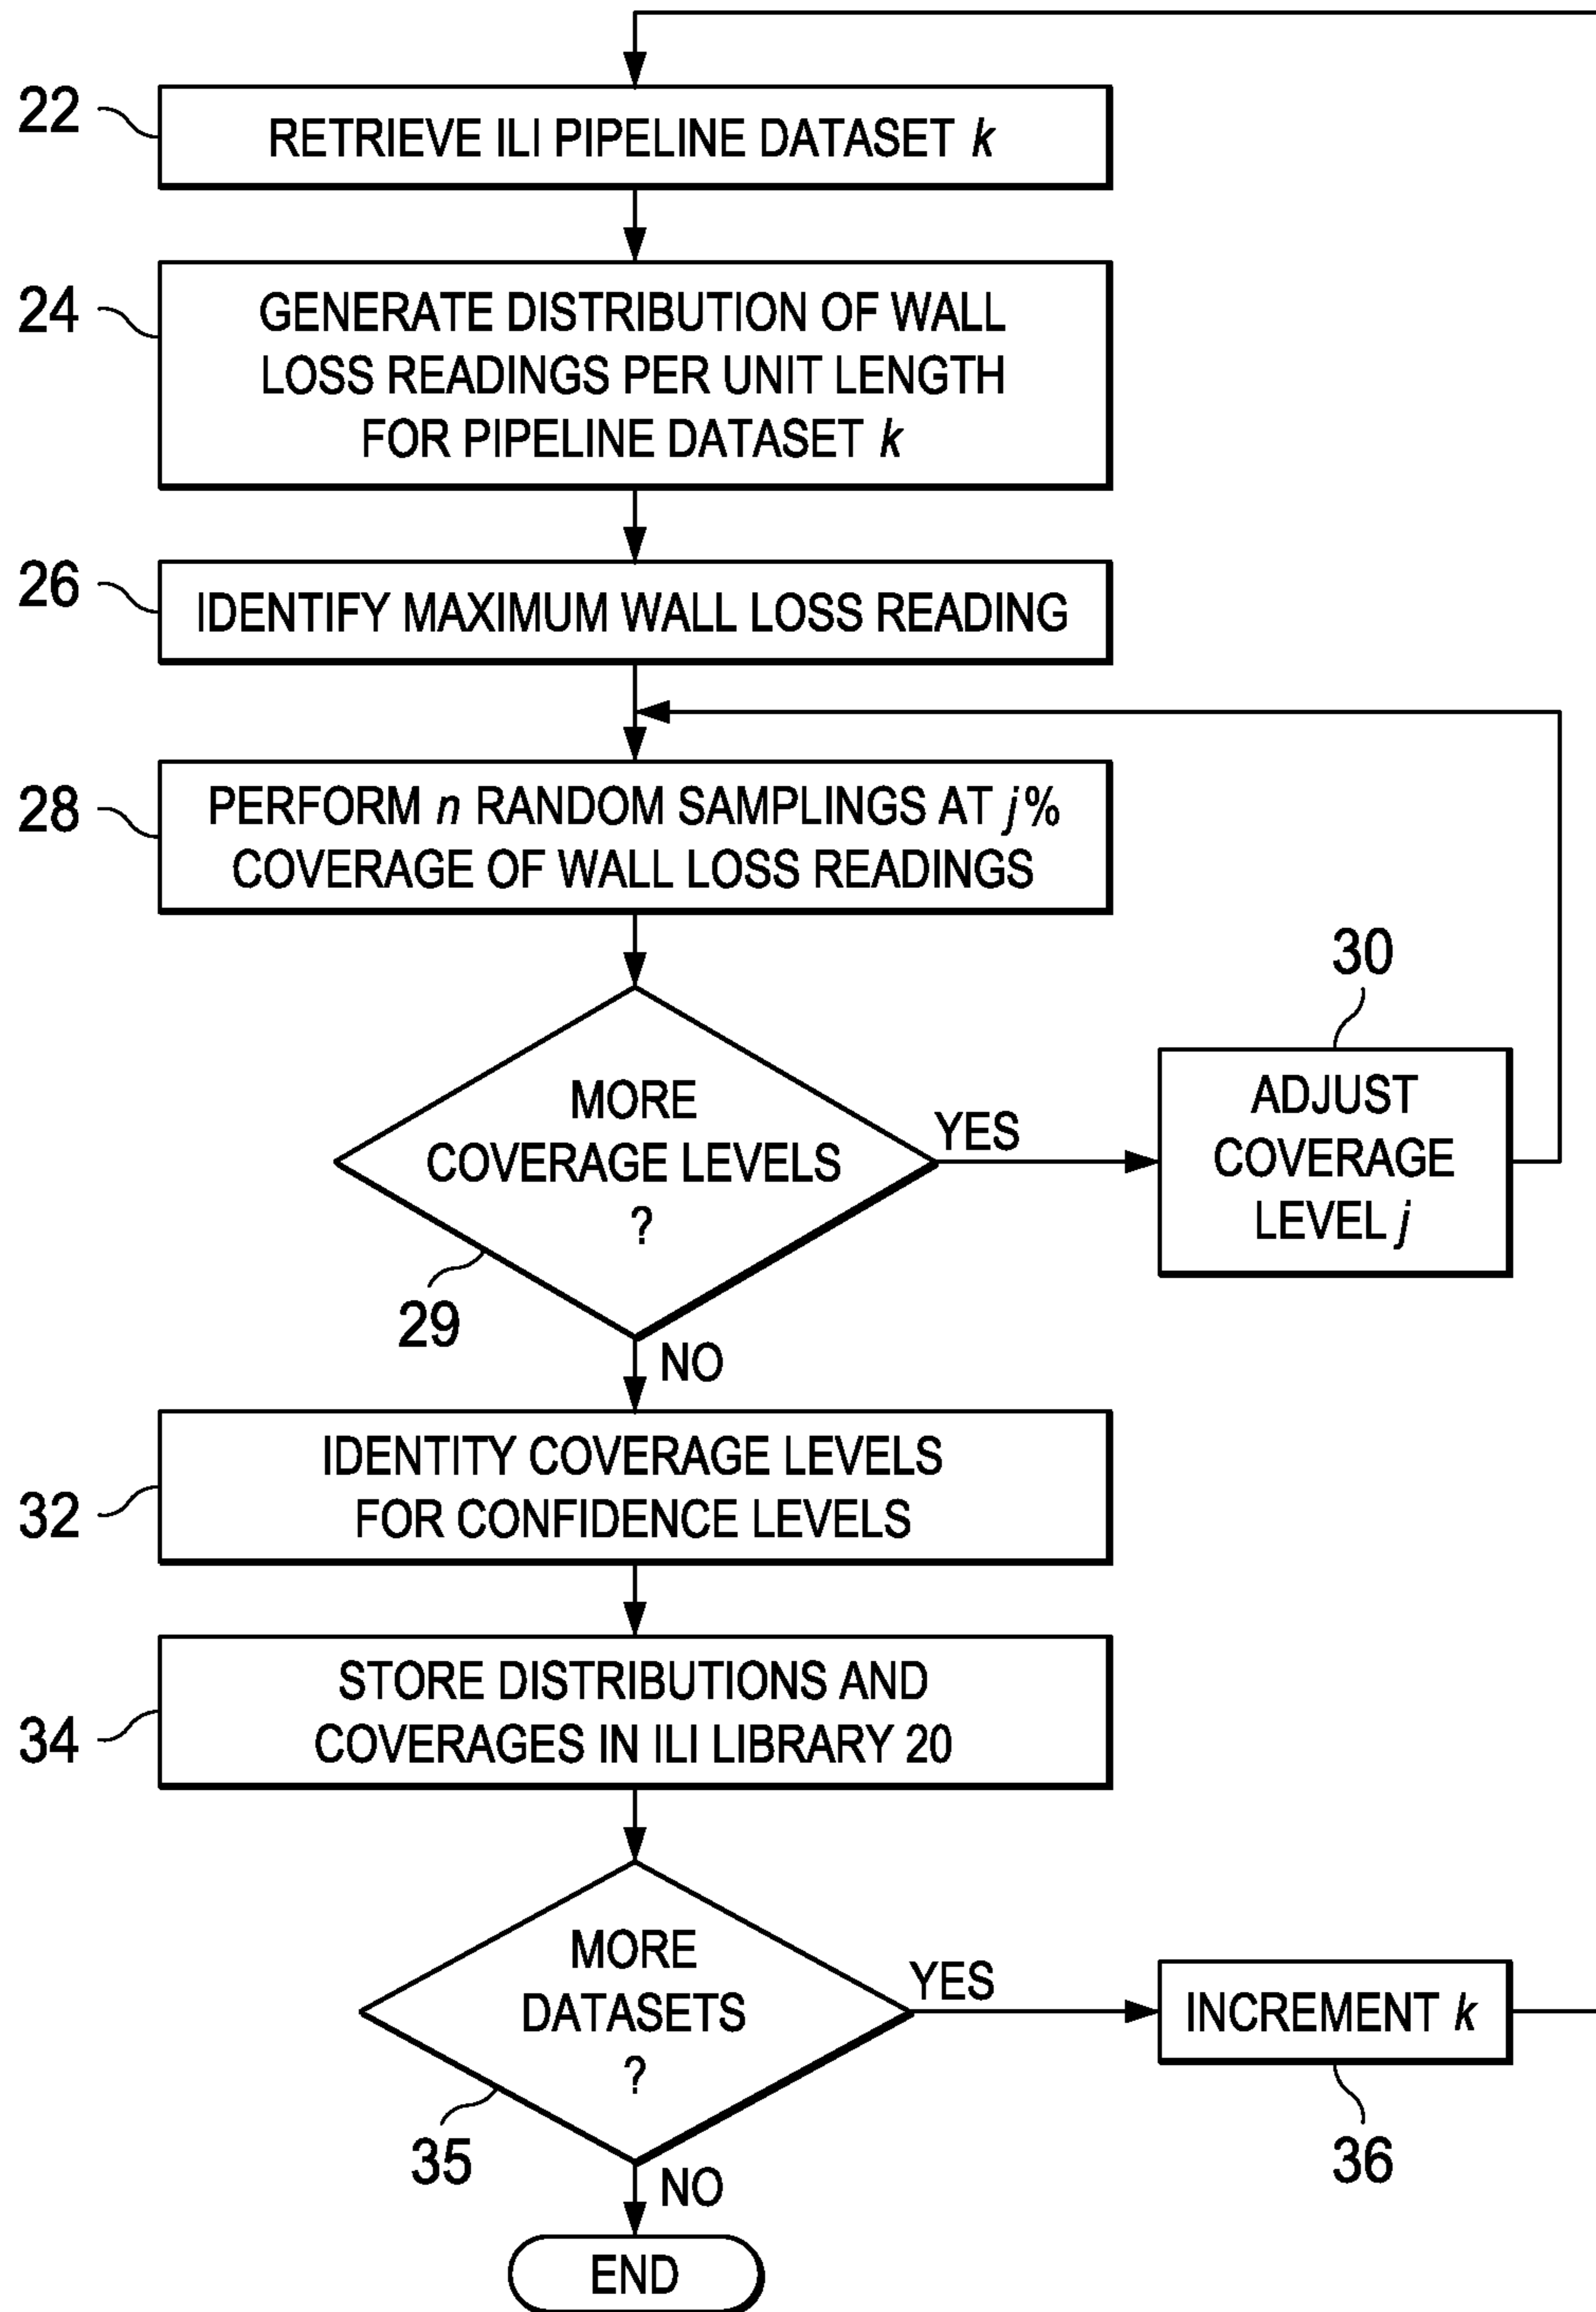 22
RETRIEVE ILI PIPELINE DATASET k
24
GENERATE DISTRIBUTION OF WALL
LOSS READINGS PER UNIT LENGTH
FOR PIPELINE DATASET k
26
IDENTIFY MAXIMUM WALL LOSS READING
28
PERFORM n RANDOM SAMPLINGS AT j%
COVERAGE OF WALL LOSS READINGS
MORE
COVERAGE LEVELS
?
29
YES
30
ADJUST
COVERAGE
LEVEL j
NO
32
IDENTITY COVERAGE LEVELS
FOR CONFIDENCE LEVELS
34
STORE DISTRIBUTIONS AND
COVERAGES IN ILI LIBRARY 20
MORE
DATASETS
?
35
YES
INCREMENT k
36
NO
END